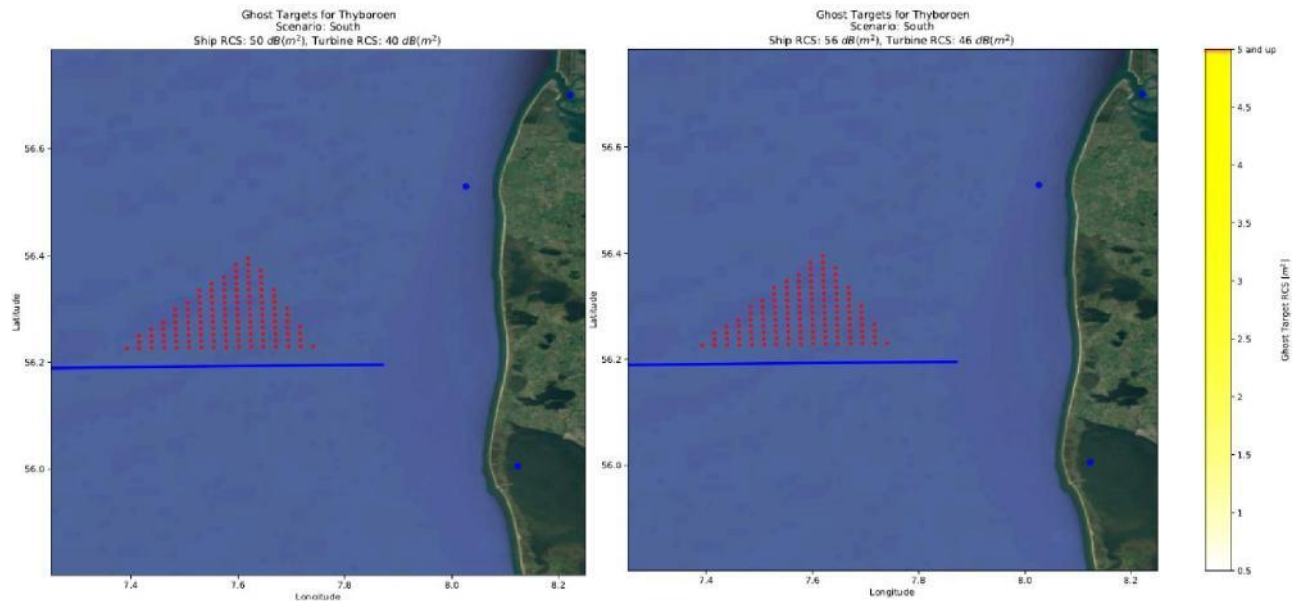 Ghost Targets for Thyboroen
Scenario: South
Ship RCS: 50 dB(m²), Turbine RCS: 40 dB(m²)
56.6
56.4
56.2
56.0
Latitude
7.4 7.6 7.8 8.0 8.2
Longitude
Ghost Targets for Thyboroen
Scenario: South
Ship RCS: 56 dB(m²), Turbine RCS: 46 dB(m²)
56.6
56.4
56.2
56.0
Latitude
7.4 7.6 7.8 8.0 8.2
Longitude
5 and up
4.5
4
3.5
3
2.5
2
1.5
1
0.5
Ghost Target RCS [m²]